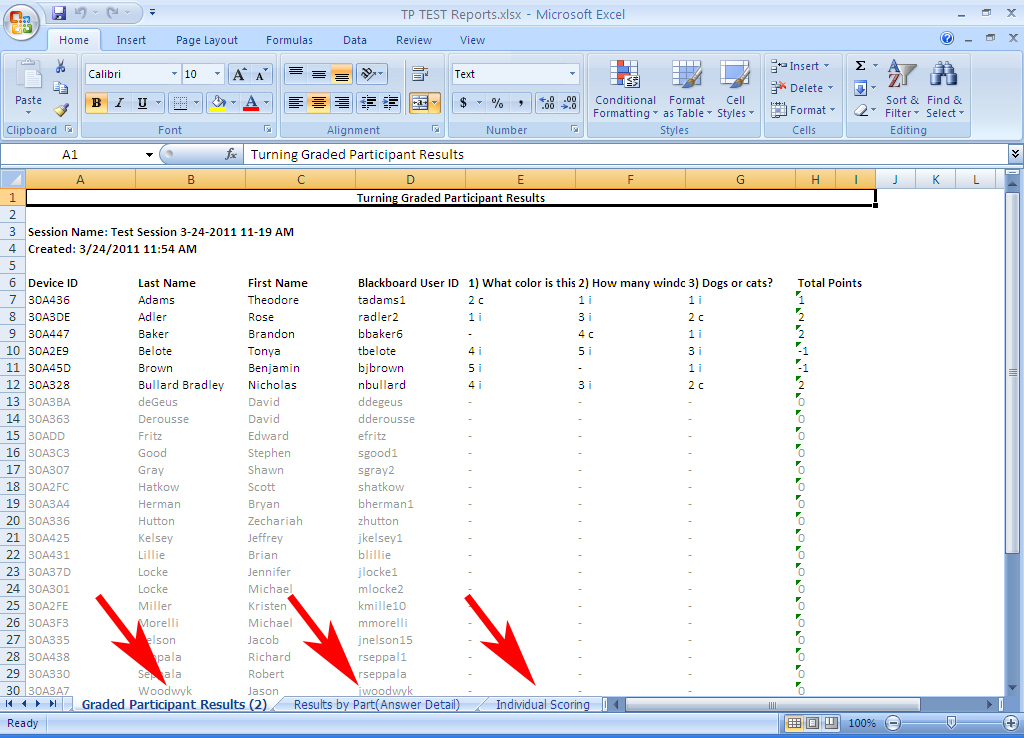 TP TEST Reports.xlsx - Microsoft Excel
Home Insert Page Layout Formulas Data Review View
Calibri 10 Text Insert Σ
Paste B I U $ % , .00 .00 Conditional Formatting as Table Format Cell Styles Delete Format Sort & Filter Find & Select
Clipboard Font Alignment Number Styles Cells Editing
A1 fx Turning Graded Participant Results
A B C D E F G H I J K L
1 Turning Graded Participant Results
2
3 Session Name: Test Session 3-24-2011 11-19 AM
4 Created: 3/24/2011 11:54 AM
5
6 Device ID Last Name First Name Blackboard User ID 1) What color is this 2) How many windo 3) Dogs or cats? Total Points
7 30A436 Adams Theodore tadams1 2 c 1 i 1 i 1
8 30A3DE Adler Rose radler2 1 i 3 i 2 c 2
9 30A447 Baker Brandon bbaker6 - 4 c 1 i 2
10 30A2E9 Belote Tonya tbelote 4 i 5 i 3 i -1
11 30A45D Brown Benjamin bjbrown 5 i - 1 i -1
12 30A328 Bullard Bradley Nicholas nbullard 4 i 3 i 2 c 2
13 30A3BA deGeus David ddegeus - - - 0
14 30A363 Derousse David dderousse - - - 0
15 30ADD Fritz Edward efritz - - - 0
16 30A3C3 Good Stephen sgood1 - - - 0
17 30A307 Gray Shawn sgray2 - - - 0
18 30A2FC Hatkow Scott shatkow - - - 0
19 30A3A4 Herman Bryan bherman1 - - - 0
20 30A336 Hutton Zechariah zhutton - - - 0
21 30A425 Kelsey Jeffrey jkelsey1 - - - 0
22 30A431 Lillie Brian blillie - - - 0
23 30A37D Locke Jennifer jlocke1 - - - 0
24 30A301 Locke Michael mlocke2 - - - 0
25 30A2FE Miller Kristen kmille10 - - - 0
26 30A3F3 Morelli Michael mmorelli - - - 0
27 30A335 Nelson Jacob jnelson15 - - - 0
28 30A438 Richard rseppal1 - - - 0
29 30A330 Seppala Robert rseppala - - - 0
30 30A3A7 Woodwyk Jason jwoodwyk - - - 0
Graded Participant Results (2) Results by Part(Answer Detail) Individual Scoring
Ready 100%